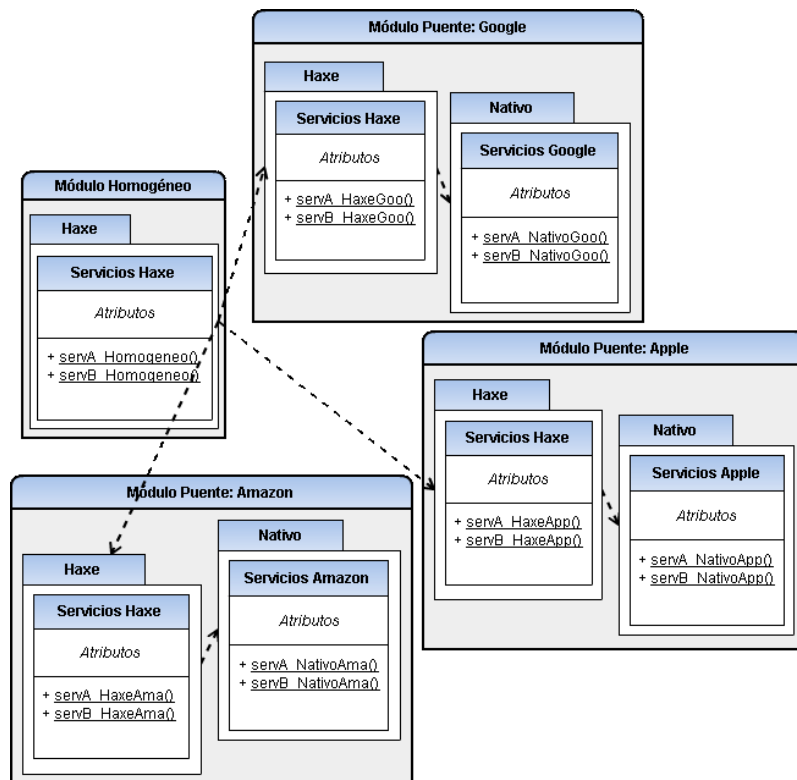 Módulo Puente: Google
Haxe
Servicios Haxe
Atributos
+ servA_HaxeGoo()
+ servB_HaxeGoo()
Nativo
Servicios Google
Atributos
+ servA_NativoGoo()
+ servB_NativoGoo()
Módulo Homogéneo
Haxe
Servicios Haxe
Atributos
+ servA_Homogeneo()
+ servB_Homogeneo()
Módulo Puente: Apple
Haxe
Servicios Haxe
Atributos
+ servA_HaxeApp()
+ servB_HaxeApp()
Nativo
Servicios Apple
Atributos
+ servA_NativoApp()
+ servB_NativoApp()
Módulo Puente: Amazon
Haxe
Servicios Haxe
Atributos
+ servA_HaxeAma()
+ servB_HaxeAma()
Nativo
Servicios Amazon
Atributos
+ servA_NativoAma()
+ servB_NativoAma()